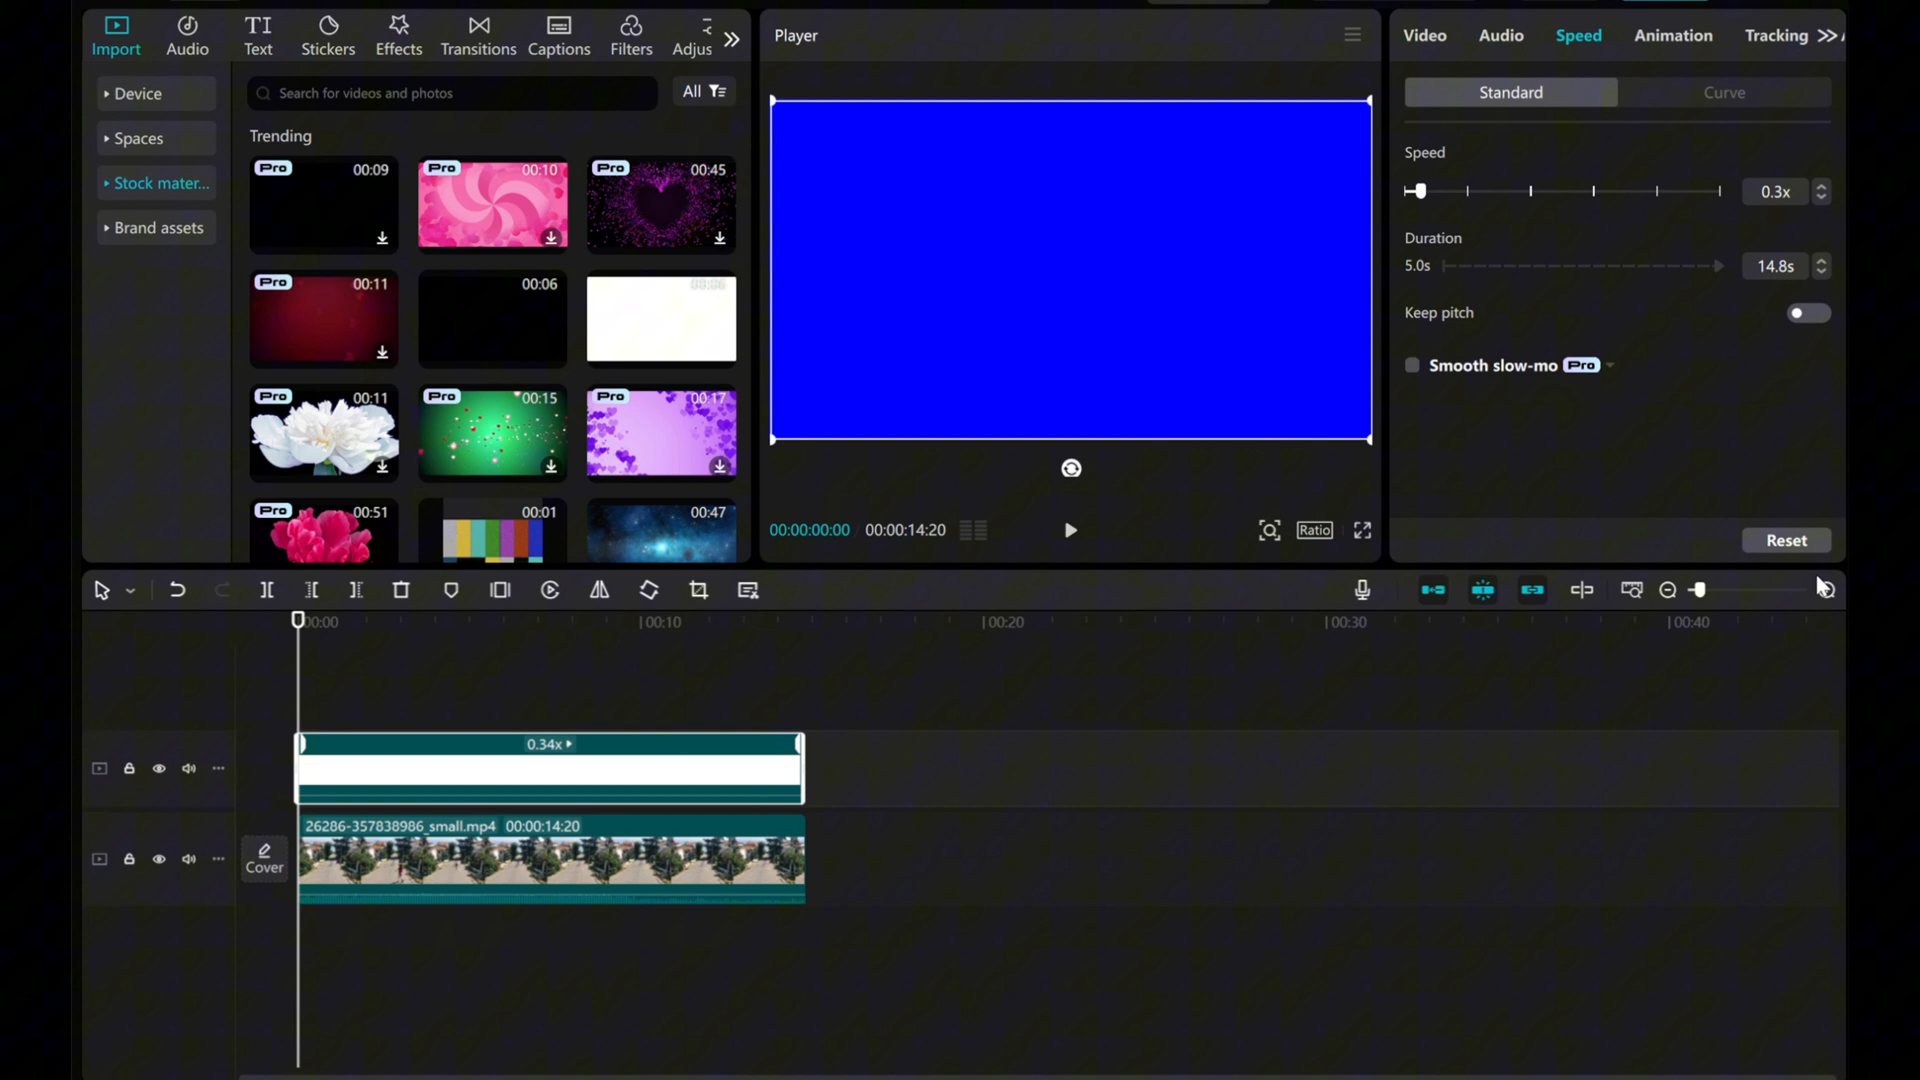 Import
Audio
Text
Stickers
Effects
Transitions
Captions
Filters
Adjus
Device
Spaces
Stock mater...
Brand assets
Search for videos and photos
All
Trending
Pro 00:09
Pro 00:10
Pro 00:45
Pro 00:11
00:06
00:06
Pro 00:11
Pro 00:15
Pro 00:17
Pro 00:51
00:01
00:47
Player
00:00:00:00 00:00:14:20
Ratio
Video
Audio
Speed
Animation
Tracking
Standard
Curve
Speed
0.3x
Duration
5.0s
14.8s
Keep pitch
Smooth slow-mo Pro
Reset
00:00
00:10
00:20
00:30
00:40
0.34x
26286-357838986_small.mp4 00:00:14:20
Cover